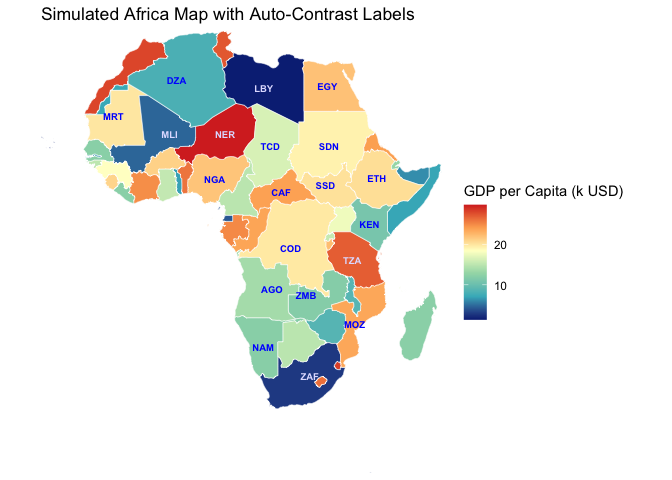 Simulated Africa Map with Auto-Contrast Labels
DZA
LBY
EGY
MRT
MLI
NER
TCD
SDN
NGA
CAF
SSD
ETH
KEN
COD
TZA
AGO
ZMB
MOZ
NAM
ZAF
GDP per Capita (k USD)
20
10